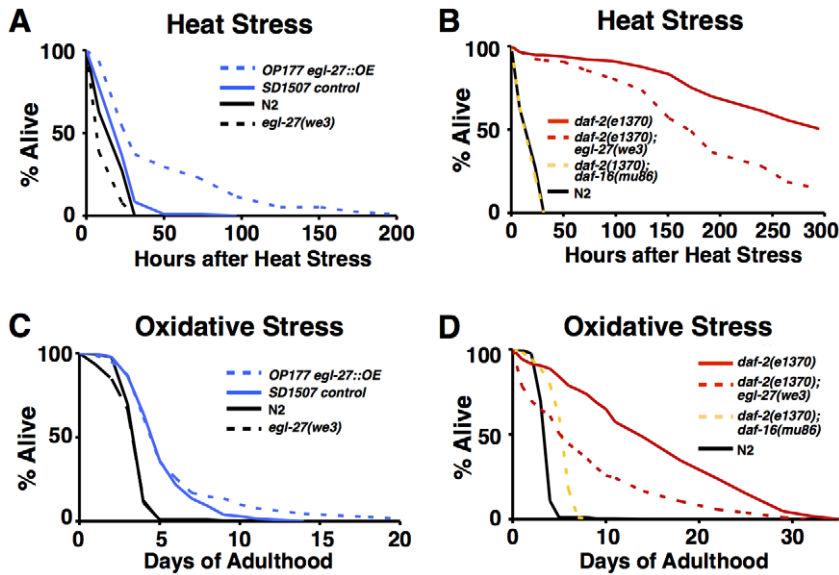 A
Heat Stress
% Alive
100
50
0
0
50
100
150
200
Hours after Heat Stress
OP177 egl-27::OE
SD1507 control
N2
egl-27(we3)
B
Heat Stress
% Alive
100
50
0
0
50
100
150
200
250
300
Hours after Heat Stress
daf-2(e1370)
daf-2(e1370);
egl-27(we3)
daf-2(1370);
daf-16(mu86)
N2
C
Oxidative Stress
% Alive
100
50
0
0
5
10
15
20
Days of Adulthood
OP177 egl-27::OE
SD1507 control
N2
egl-27(we3)
D
Oxidative Stress
% Alive
100
50
0
0
10
20
30
Days of Adulthood
daf-2(e1370)
daf-2(e1370);
egl-27(we3)
daf-2(e1370);
daf-16(mu86)
N2